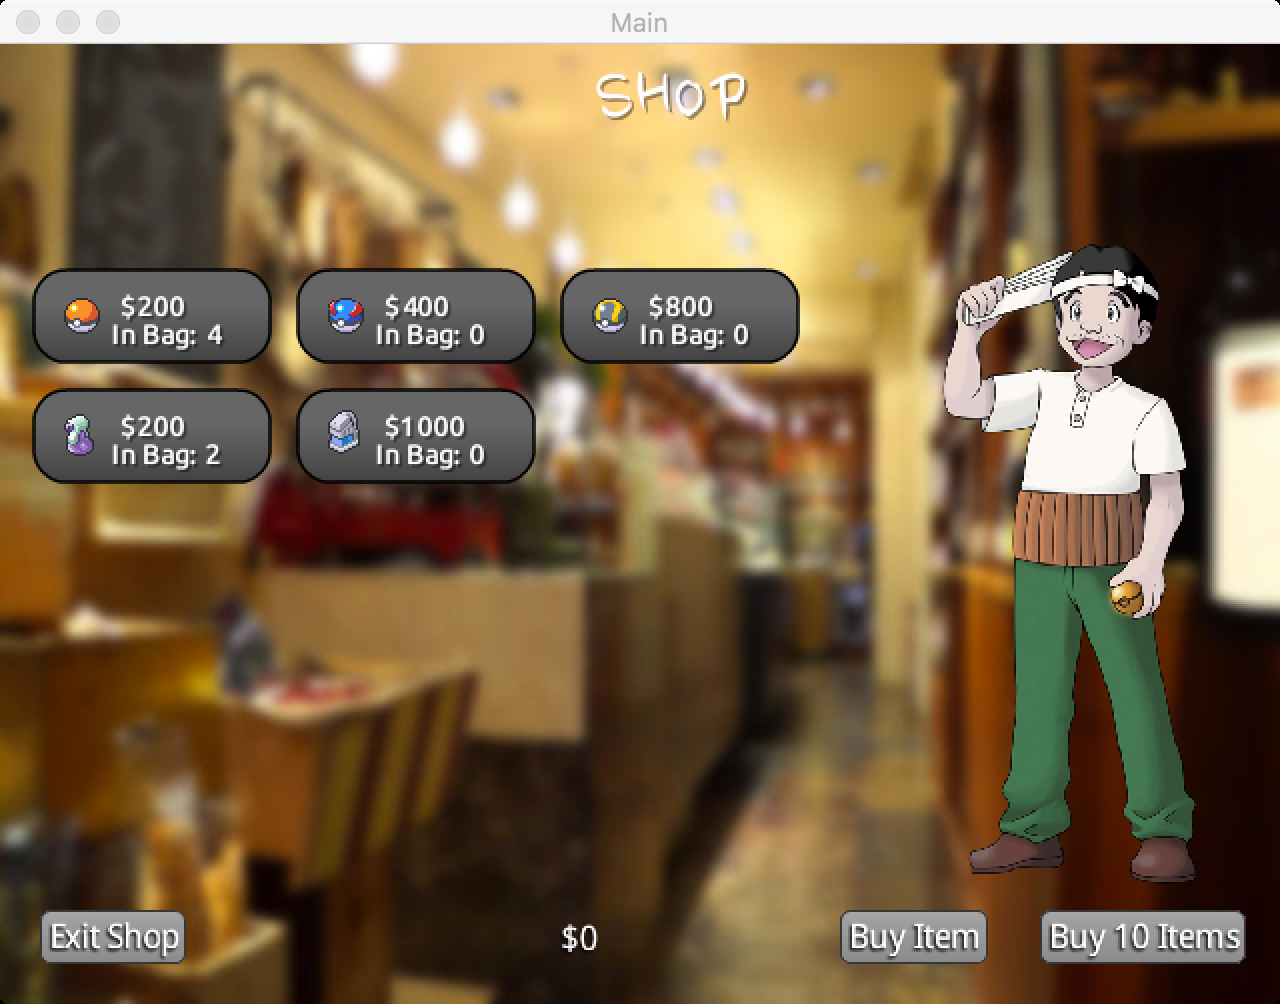 Main
SHOP
$200
In Bag: 4
$400
In Bag: 0
$800
In Bag: 0
$200
In Bag: 2
$1000
In Bag: 0
Exit Shop
$0
Buy Item
Buy 10 Items